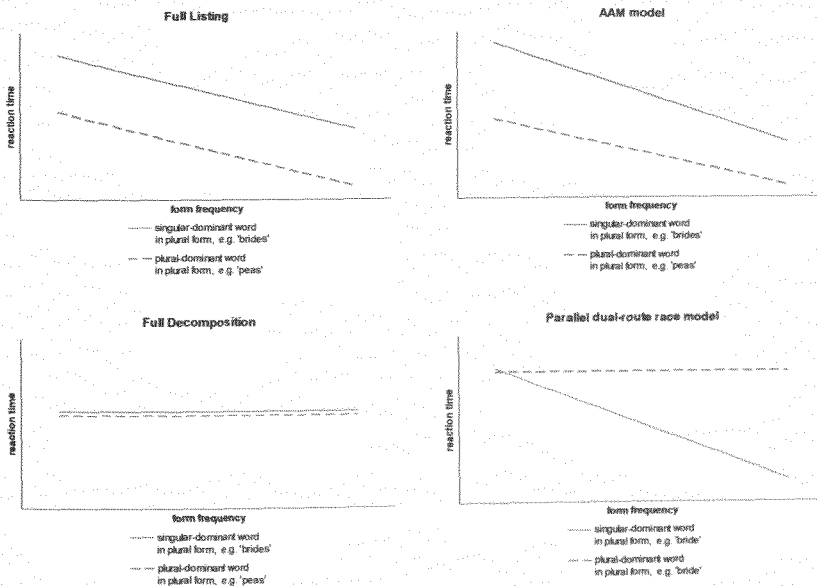 Full Listing
reaction time
form frequency
singular-dominant word
in plural form, e.g. 'brides'
plural-dominant word
in plural form, e.g. 'peas'
AAM model
reaction time
form frequency
singular-dominant word
in plural form, e.g. 'brides'
plural-dominant word
in plural form, e.g. 'peas'
Full Decomposition
reaction time
form frequency
singular-dominant word
in plural form, e.g. 'brides'
plural-dominant word
in plural form, e.g. 'peas'
Parallel dual-route race model
reaction time
form frequency
singular-dominant word
in plural form, e.g. 'bride'
plural-dominant word
in plural form, e.g. 'bride'